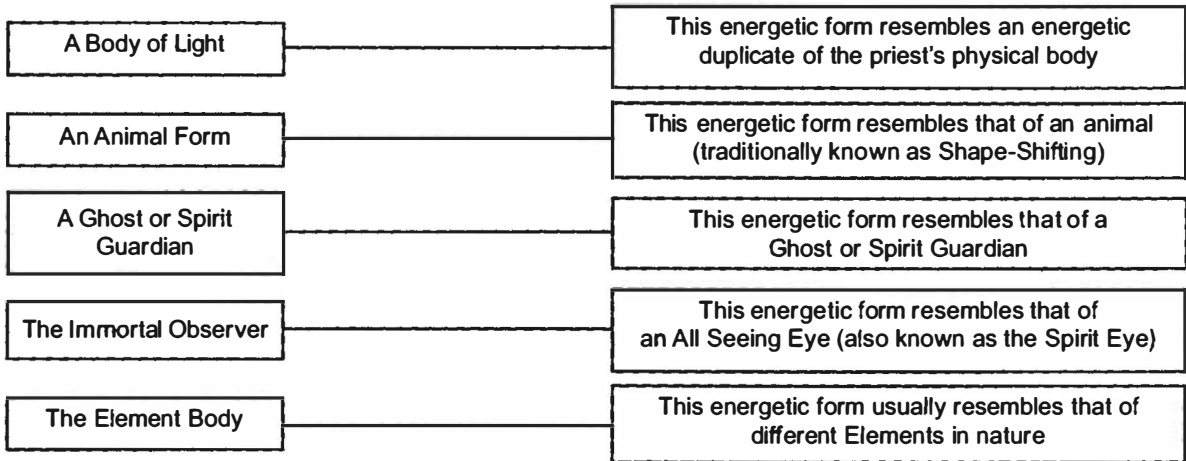 A Body of Light
This energetic form resembles an energetic
duplicate of the priest's physical body
An Animal Form
This energetic form resembles that of an animal
(traditionally known as Shape-Shifting)
A Ghost or Spirit
Guardian
This energetic form resembles that of a
Ghost or Spirit Guardian
The Immortal Observer
This energetic form resembles that of
an All Seeing Eye (also known as the Spirit Eye)
The Element Body
This energetic form usually resembles that of
different Elements in nature